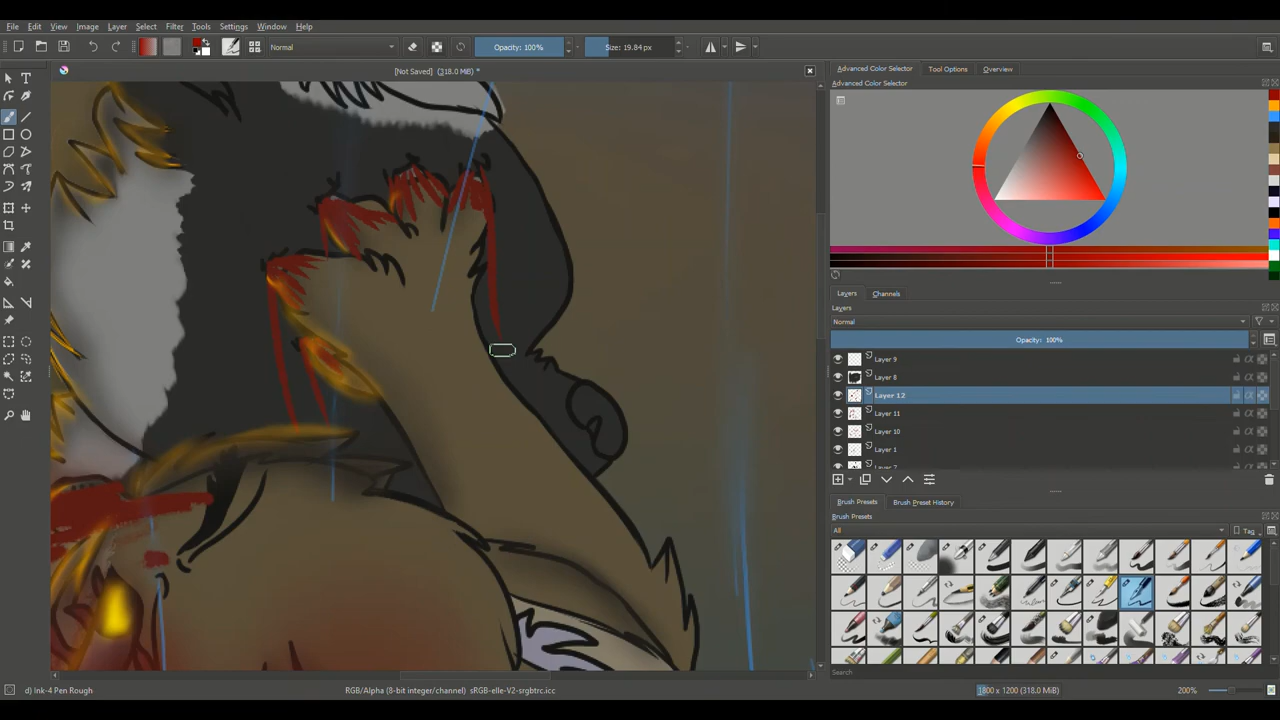 File Edit View Image Layer Select Filter Tools Settings Window Help
Normal Opacity: 100% Size: 19.84 px
[Not Saved] (318.0 MiB) *
Advanced Color Selector Tool Options Overview
Advanced Color Selector
Layers Channels
Layers
Normal
Opacity: 100%
Layer 9
Layer 8
Layer 12
Layer 11
Layer 10
Layer 1
Brush Presets Brush Preset History
Brush Presets
All Tag
Search
d) Ink-4 Pen Rough RGB/Alpha (8-bit integer/channel) sRGB-elle-V2-srgbtrc.icc 1800 x 1200 (318.0 MiB) 200%